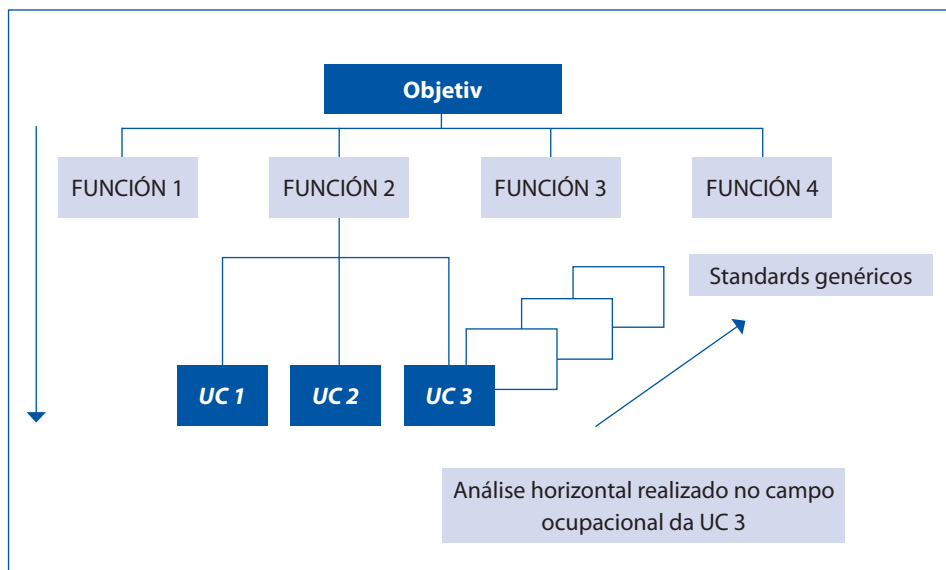 Objetiv
FUNCIÓN 1
FUNCIÓN 2
FUNCIÓN 3
FUNCIÓN 4
Standards genéricos
UC 1
UC 2
UC 3
Análise horizontal realizado no campo
ocupacional da UC 3